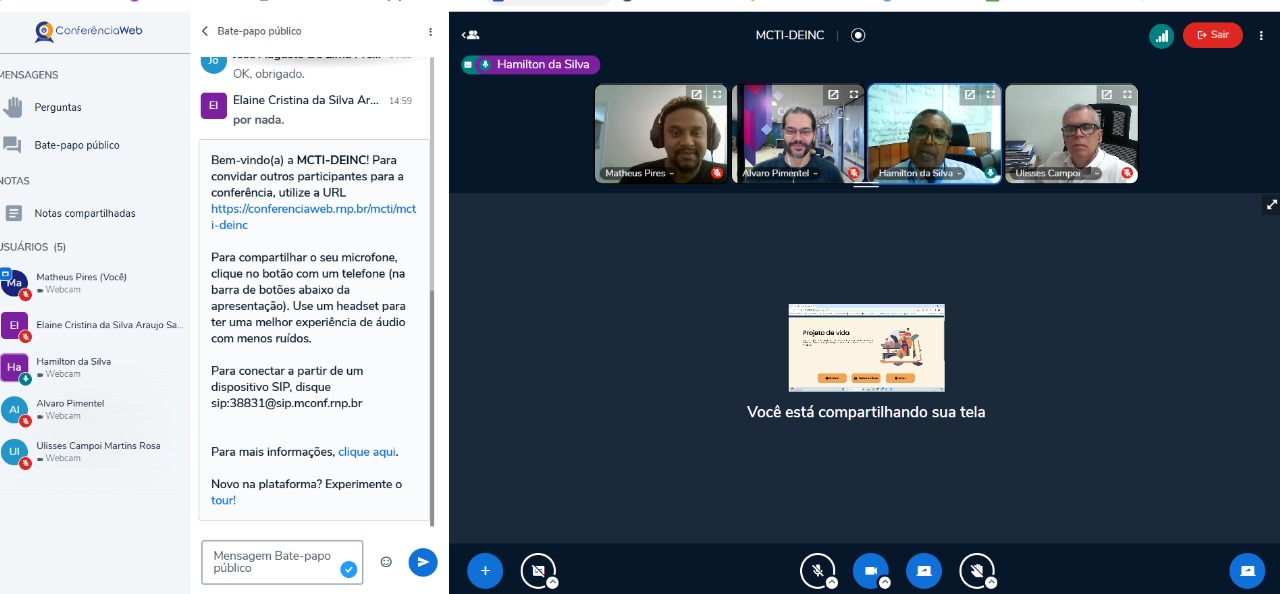 ConferênciaWeb
MENSAGENS
Perguntas
Bate-papo público
NOTAS
Notas compartilhadas
USUÁRIOS (5)
Ma
Matheus Pires (Você)
Webcam
El
Elaine Cristina da Silva Araujo Sa...
Ha
Hamilton da Silva
Webcam
Al
Alvaro Pimentel
Webcam
Ul
Ulisses Campoi Martins Rosa
Webcam
Bate-papo público
Jo
OK, obrigado.
El
Elaine Cristina da Silva Ar... 14:59
por nada.
Bem-vindo(a) a MCTI-DEINC! Para
convidar outros participantes para a
conferência, utilize a URL
https://conferenciaweb.rnp.br/mcti/mct
i-deinc
Para compartilhar o seu microfone,
clique no botão com um telefone (na
barra de botões abaixo da
apresentação). Use um headset para
ter uma melhor experiência de áudio
com menos ruídos.
Para conectar a partir de um
dispositivo SIP, disque
sip:38831@sip.mconf.rnp.br
Para mais informações, clique aqui.
Novo na plataforma? Experimente o
tour!
Mensagem Bate-papo
público
MCTI-DEINC
Sair
Hamilton da Silva
Matheus Pires
Alvaro Pimentel
Hamilton da Silva
Ulisses Campoi
Projeto de vida
Você está compartilhando sua tela